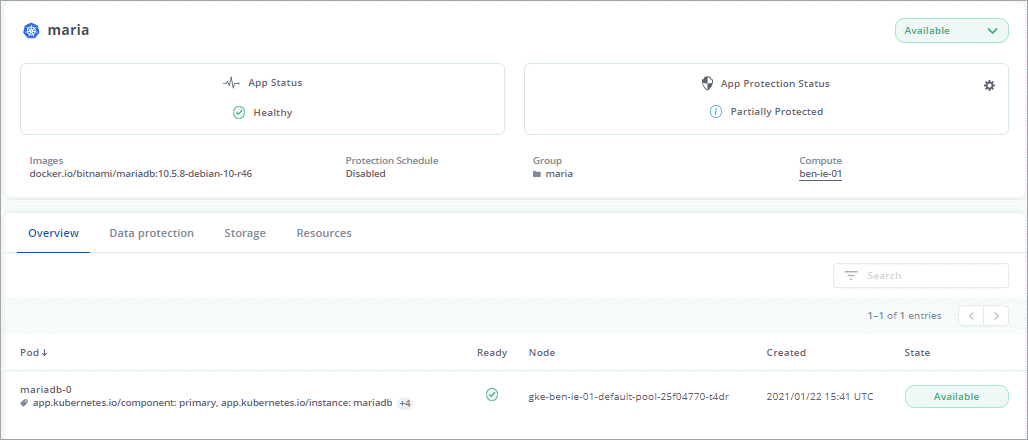 maria
Available
App Status
Healthy
App Protection Status
Partially Protected
Images
docker.io/bitnami/mariadb:10.5.8-debian-10-r46
Protection Schedule
Disabled
Group
maria
Compute
ben-ie-01
Overview Data protection Storage Resources
Search
1–1 of 1 entries
Pod Ready Node Created State
mariadb-0
app.kubernetes.io/component: primary, app.kubernetes.io/instance: mariadb +4
gke-ben-ie-01-default-pool-25f04770-t4dr
2021/01/22 15:41 UTC
Available